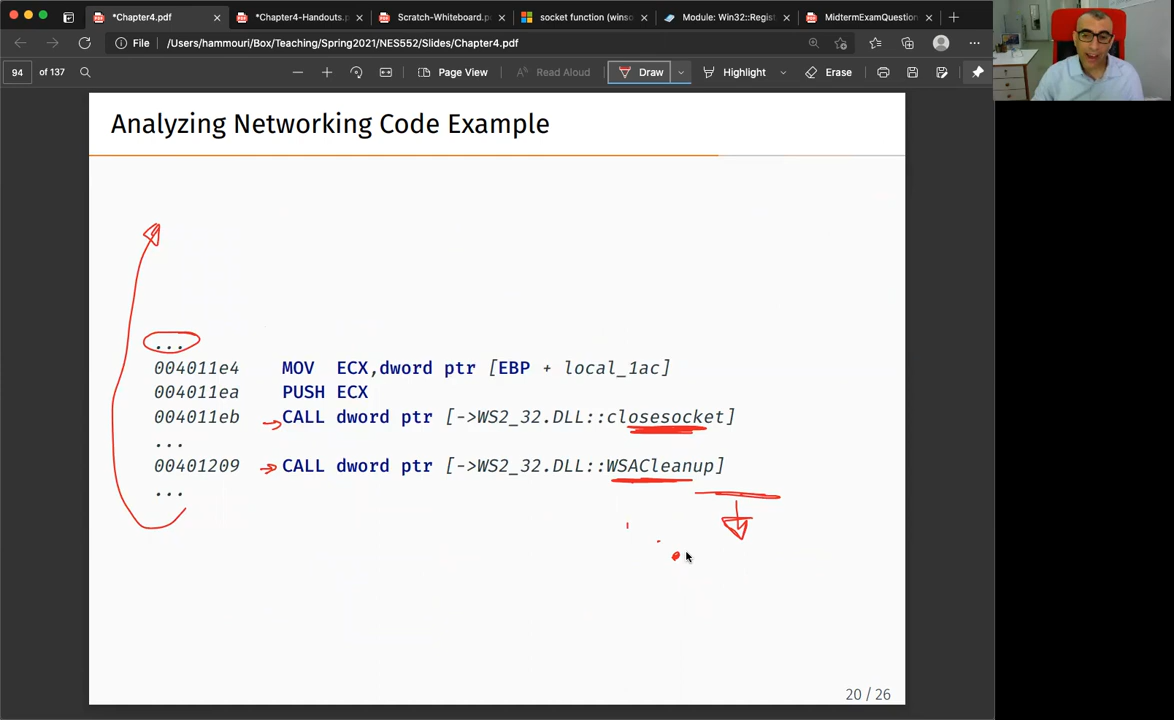 *Chapter4.pdf
*Chapter4-Handouts.p
Scratch-Whiteboard.p
socket function (winso
Module: Win32::Regist
MidtermExamQuestion
File
/Users/hammouri/Box/Teaching/Spring2021/NES552/Slides/Chapter4.pdf
94 of 137
Page View
Read Aloud
Draw
Highlight
Erase
Analyzing Networking Code Example
...
004011e4 MOV ECX,dword ptr [EBP + local_1ac]
004011ea PUSH ECX
004011eb CALL dword ptr [->WS2_32.DLL::closesocket]
...
00401209 CALL dword ptr [->WS2_32.DLL::WSACleanup]
...
20 / 26